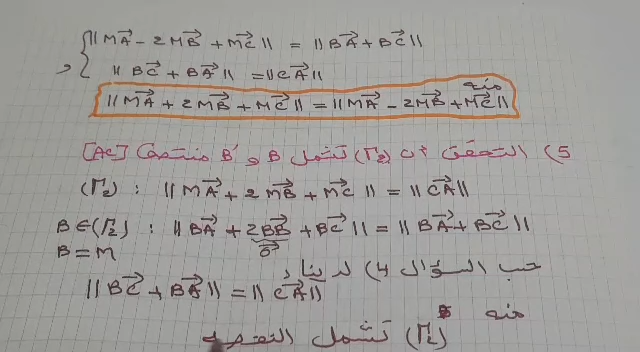 ||MA⃗ - 2MB⃗ + MC⃗|| = ||BA⃗ + BC⃗||
و ||BC⃗ + BA⃗|| = ||CA⃗||
منه
||MA⃗ + 2MB⃗ + MC⃗|| = ||MA⃗ - 2MB⃗ + MC⃗||
5) التحقق أن (Γ₂) تشمل B و B' منتصف [AC]
(Γ₂) : ||MA⃗ + 2MB⃗ + MC⃗|| = ||CA⃗||
B∈(Γ₂) : ||BA⃗ + 2BB⃗ + BC⃗|| = ||BA⃗ + BC⃗||
B = M 0⃗
حسب السؤال 4) لدينا
||BC⃗ + BA⃗|| = ||CA⃗||
منه (Γ₂) تشمل النقطة